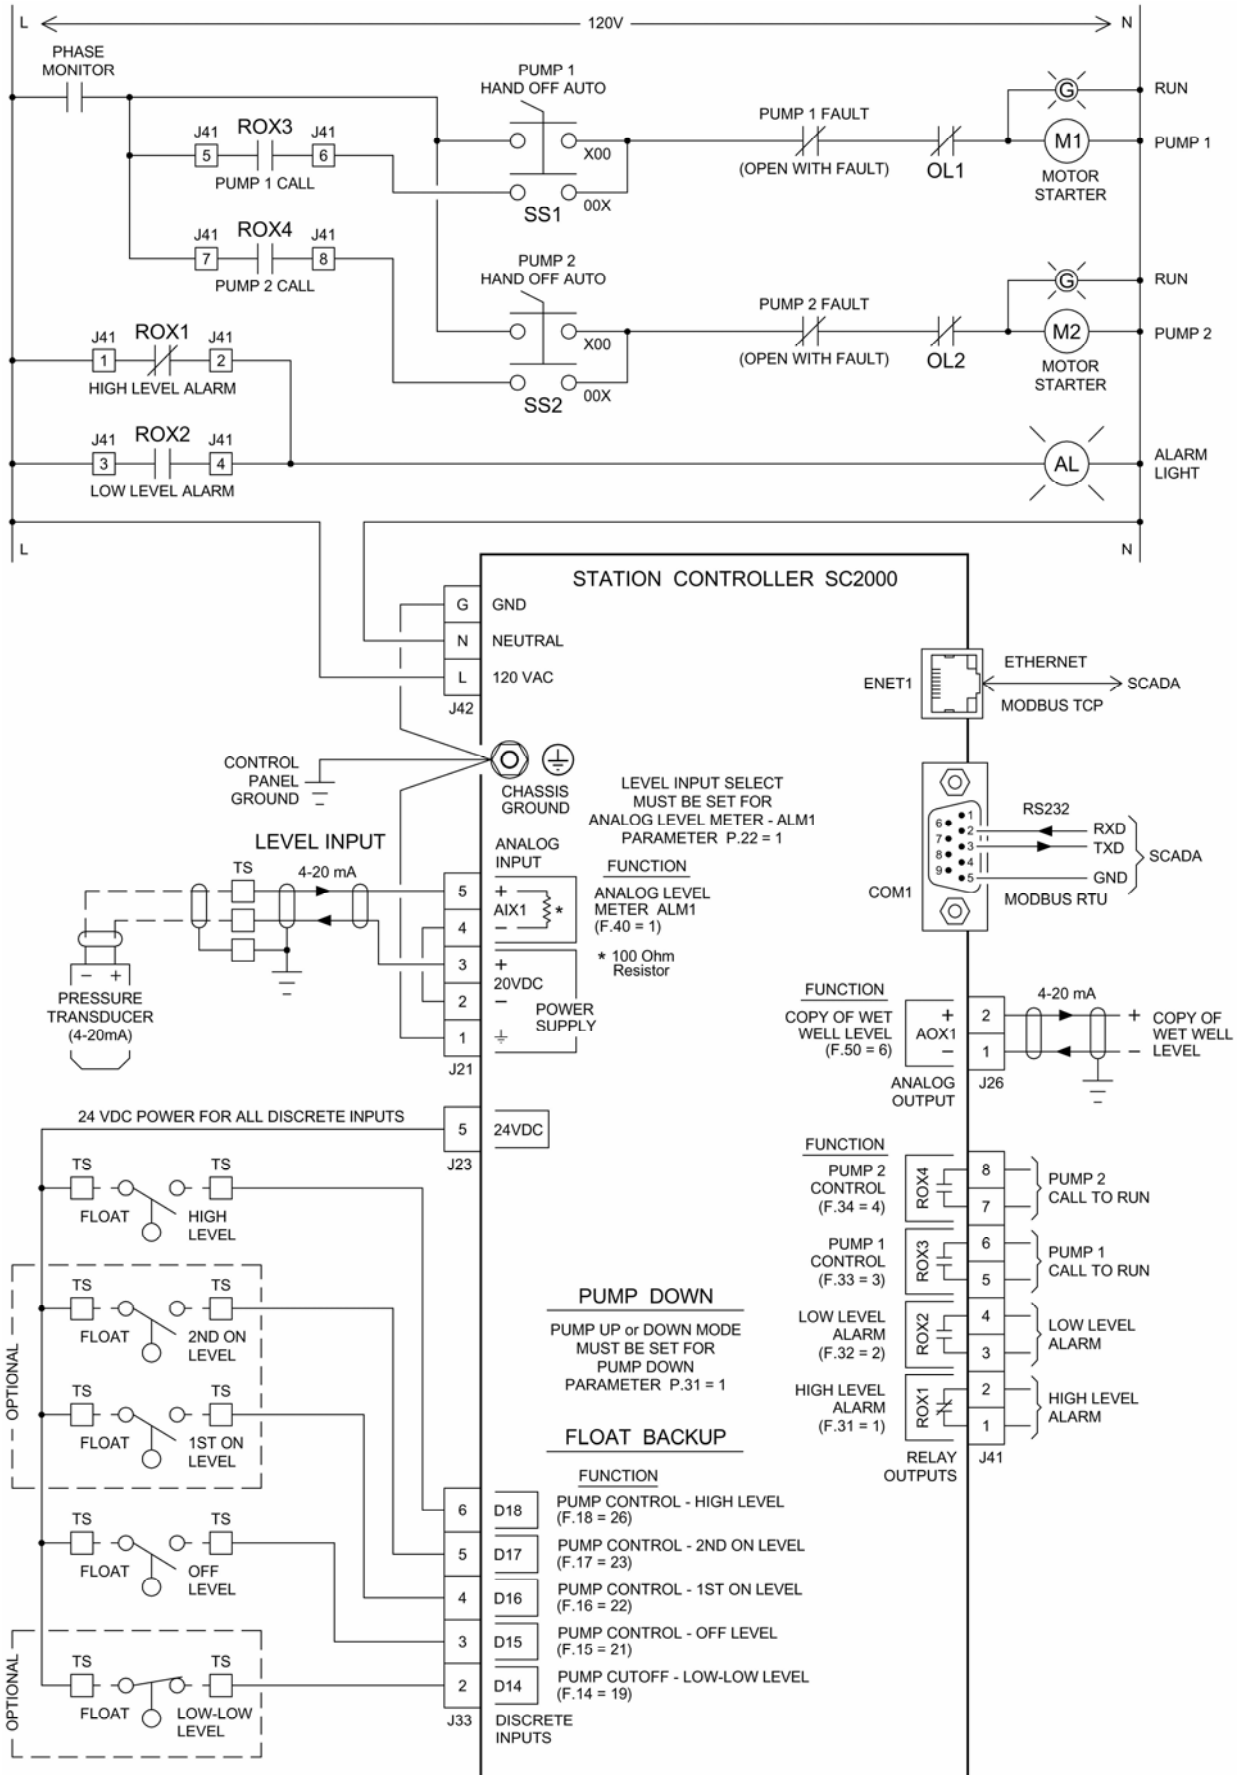 L
120V
N
PHASE
MONITOR
PUMP 1
HAND OFF AUTO
G
RUN
J41
ROX3
J41
5
6
PUMP 1 CALL
X00
00X
SS1
PUMP 1 FAULT
(OPEN WITH FAULT)
OL1
M1
PUMP 1
MOTOR
STARTER
J41
ROX4
J41
7
8
PUMP 2 CALL
PUMP 2
HAND OFF AUTO
G
RUN
X00
00X
SS2
PUMP 2 FAULT
(OPEN WITH FAULT)
OL2
M2
PUMP 2
MOTOR
STARTER
J41
ROX1
J41
1
2
HIGH LEVEL ALARM
J41
ROX2
J41
3
4
LOW LEVEL ALARM
AL
ALARM
LIGHT
L
N
STATION CONTROLLER SC2000
G
GND
N
NEUTRAL
L
120 VAC
J42
ENET1
ETHERNET
MODBUS TCP
SCADA
CONTROL
PANEL
GROUND
CHASSIS
GROUND
LEVEL INPUT SELECT
MUST BE SET FOR
ANALOG LEVEL METER - ALM1
PARAMETER P.22 = 1
1
2
3
4
5
6
7
8
9
RS232
RXD
TXD
GND
SCADA
COM1
MODBUS RTU
LEVEL INPUT
TS
4-20 mA
ANALOG
INPUT
5
+
AIX1
*
4
–
FUNCTION
ANALOG LEVEL
METER ALM1
(F.40 = 1)
* 100 Ohm
Resistor
3
+
20VDC
2
–
POWER
SUPPLY
1
J21
– +
PRESSURE
TRANSDUCER
(4-20mA)
FUNCTION
COPY OF WET
WELL LEVEL
(F.50 = 6)
+
AOX1
–
2
1
J26
ANALOG
OUTPUT
4-20 mA
+
–
COPY OF
WET WELL
LEVEL
24 VDC POWER FOR ALL DISCRETE INPUTS
5
24VDC
J23
TS
TS
FLOAT
HIGH
LEVEL
OPTIONAL
TS
TS
FLOAT
2ND ON
LEVEL
TS
TS
FLOAT
1ST ON
LEVEL
TS
TS
FLOAT
OFF
LEVEL
OPTIONAL
TS
TS
FLOAT
LOW-LOW
LEVEL
FUNCTION
PUMP 2
CONTROL
(F.34 = 4)
ROX4
8
7
PUMP 2
CALL TO RUN
PUMP 1
CONTROL
(F.33 = 3)
ROX3
6
5
PUMP 1
CALL TO RUN
LOW LEVEL
ALARM
(F.32 = 2)
ROX2
4
3
LOW LEVEL
ALARM
HIGH LEVEL
ALARM
(F.31 = 1)
ROX1
2
1
HIGH LEVEL
ALARM
RELAY
OUTPUTS
J41
PUMP DOWN
PUMP UP or DOWN MODE
MUST BE SET FOR
PUMP DOWN
PARAMETER P.31 = 1
FLOAT BACKUP
FUNCTION
6
D18
PUMP CONTROL - HIGH LEVEL
(F.18 = 26)
5
D17
PUMP CONTROL - 2ND ON LEVEL
(F.17 = 23)
4
D16
PUMP CONTROL - 1ST ON LEVEL
(F.16 = 22)
3
D15
PUMP CONTROL - OFF LEVEL
(F.15 = 21)
2
D14
PUMP CUTOFF - LOW-LOW LEVEL
(F.14 = 19)
J33
DISCRETE
INPUTS